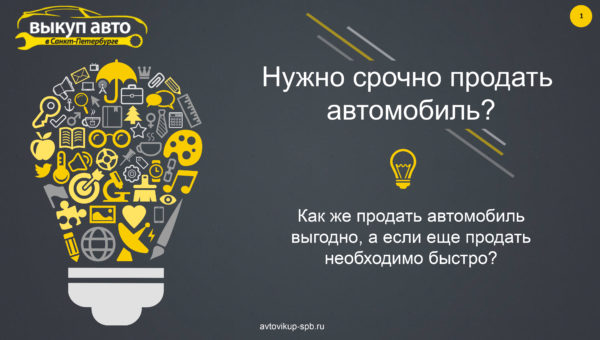 ВЫКУП АВТО
в Санкт-Петербурге
1
Нужно срочно продать
автомобиль?
Как же продать автомобиль
выгодно, а если еще продать
необходимо быстро?
avtovikup-spb.ru